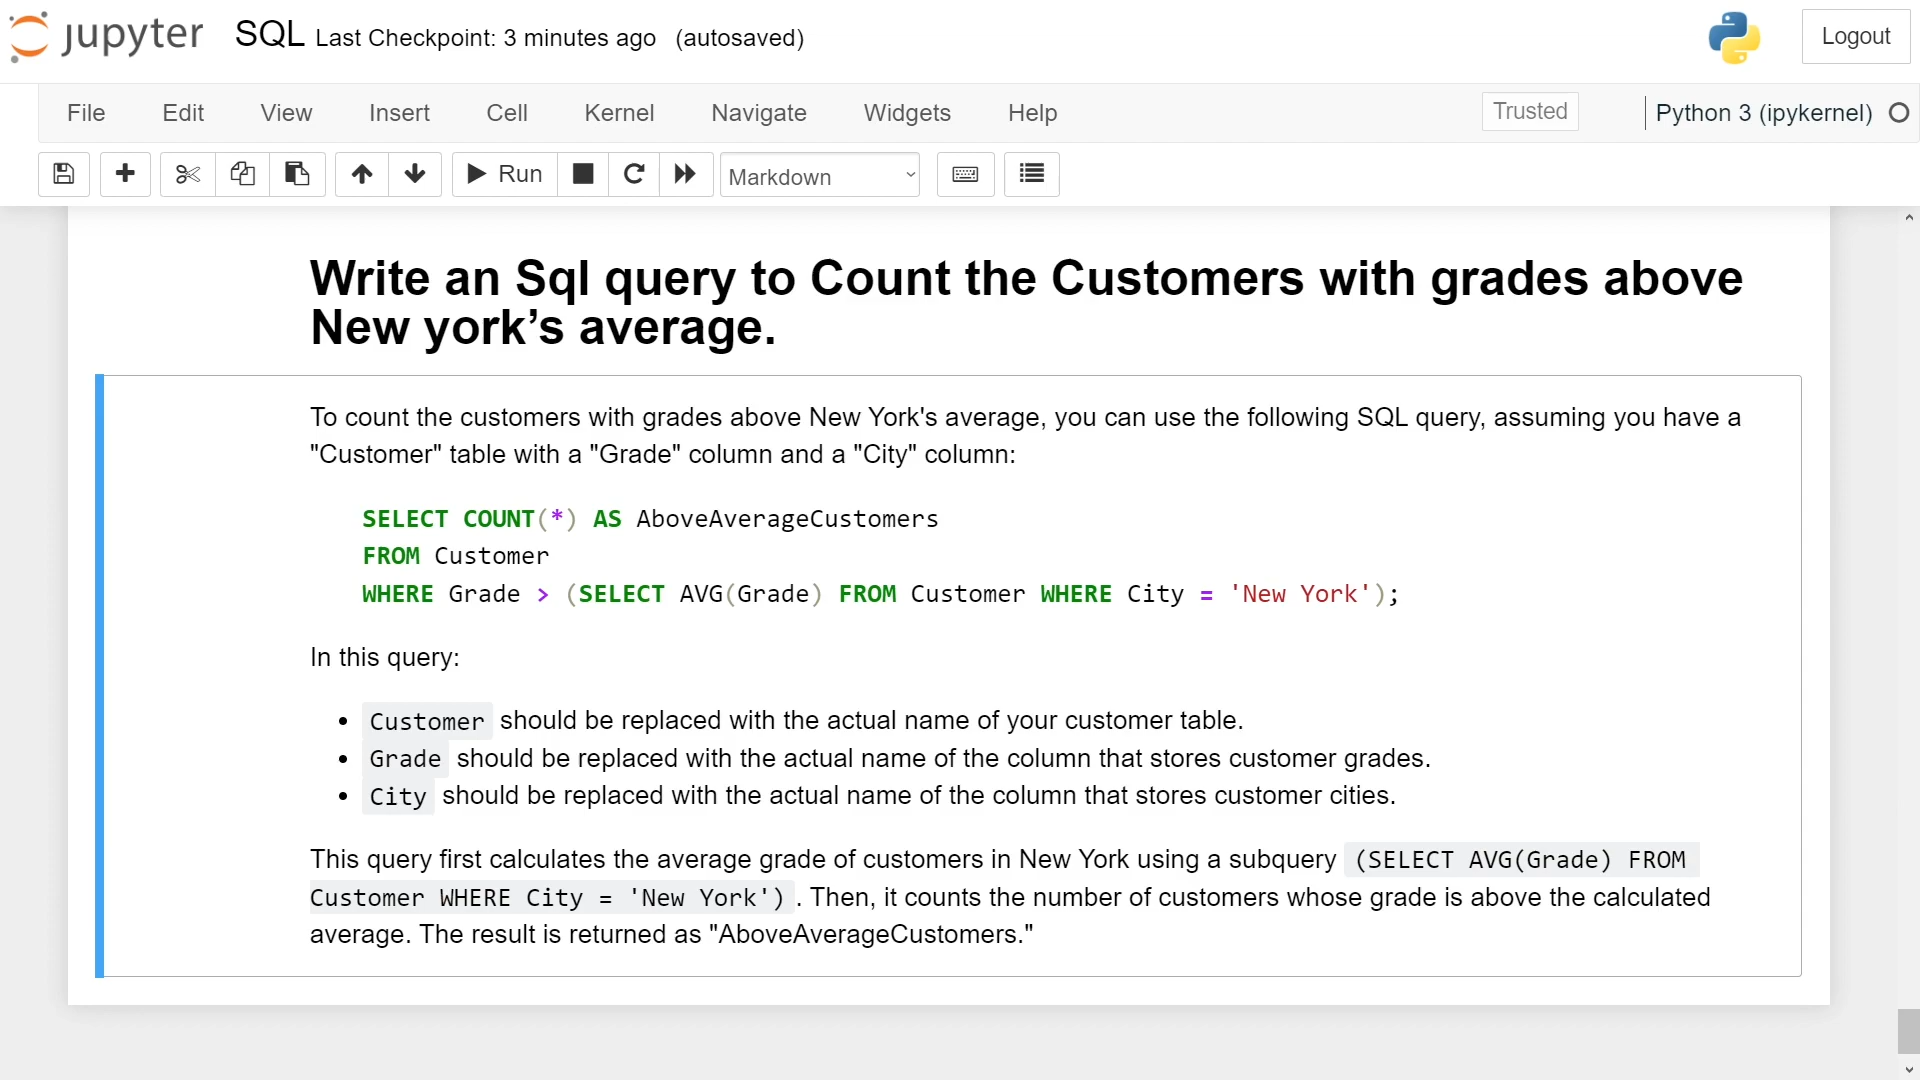 jupyter SQL Last Checkpoint: 3 minutes ago (autosaved) Logout
File Edit View Insert Cell Kernel Navigate Widgets Help Trusted Python 3 (ipykernel)
Run Markdown
Write an Sql query to Count the Customers with grades above
New york’s average.
To count the customers with grades above New York's average, you can use the following SQL query, assuming you have a
"Customer" table with a "Grade" column and a "City" column:
SELECT COUNT(*) AS AboveAverageCustomers
FROM Customer
WHERE Grade > (SELECT AVG(Grade) FROM Customer WHERE City = 'New York');
In this query:
• Customer should be replaced with the actual name of your customer table.
• Grade should be replaced with the actual name of the column that stores customer grades.
• City should be replaced with the actual name of the column that stores customer cities.
This query first calculates the average grade of customers in New York using a subquery (SELECT AVG(Grade) FROM
Customer WHERE City = 'New York') . Then, it counts the number of customers whose grade is above the calculated
average. The result is returned as "AboveAverageCustomers."